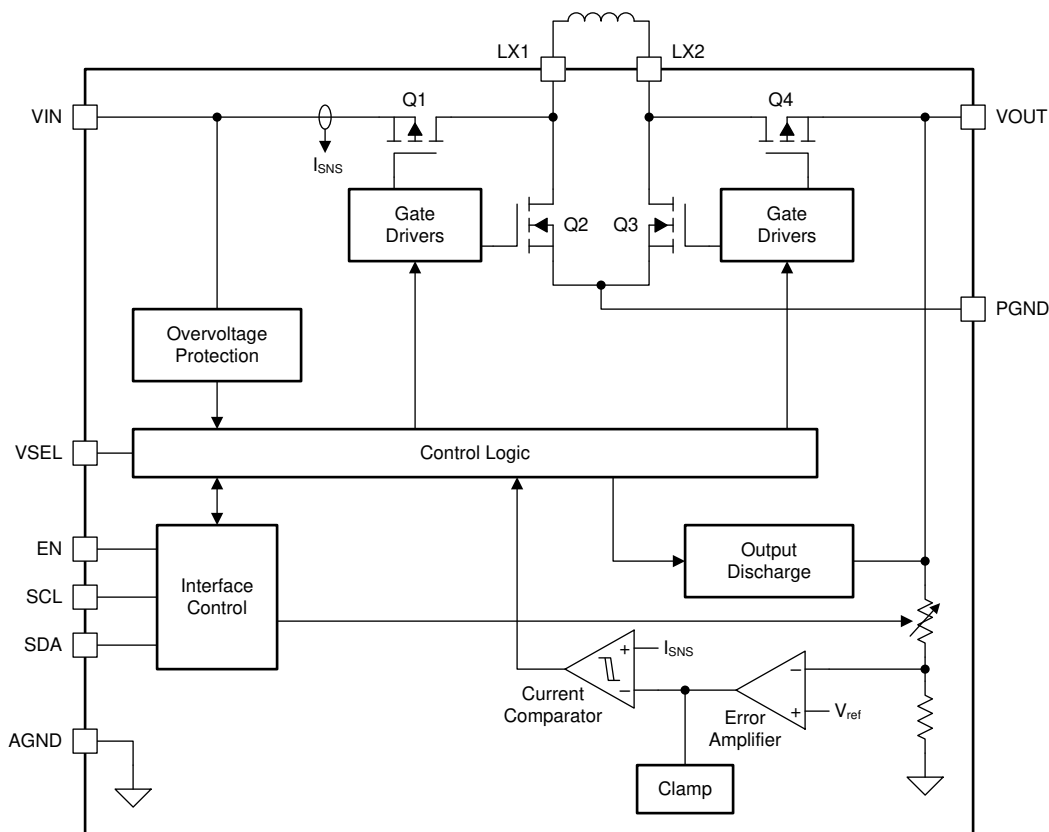 LX1
LX2
VIN
Q1
Q4
VOUT
I_SNS
Gate
Drivers
Q2
Q3
Gate
Drivers
PGND
Overvoltage
Protection
VSEL
Control Logic
EN
SCL
SDA
Interface
Control
Output
Discharge
+
I_SNS
−
Current
Comparator
−
+
V_ref
Error
Amplifier
AGND
Clamp